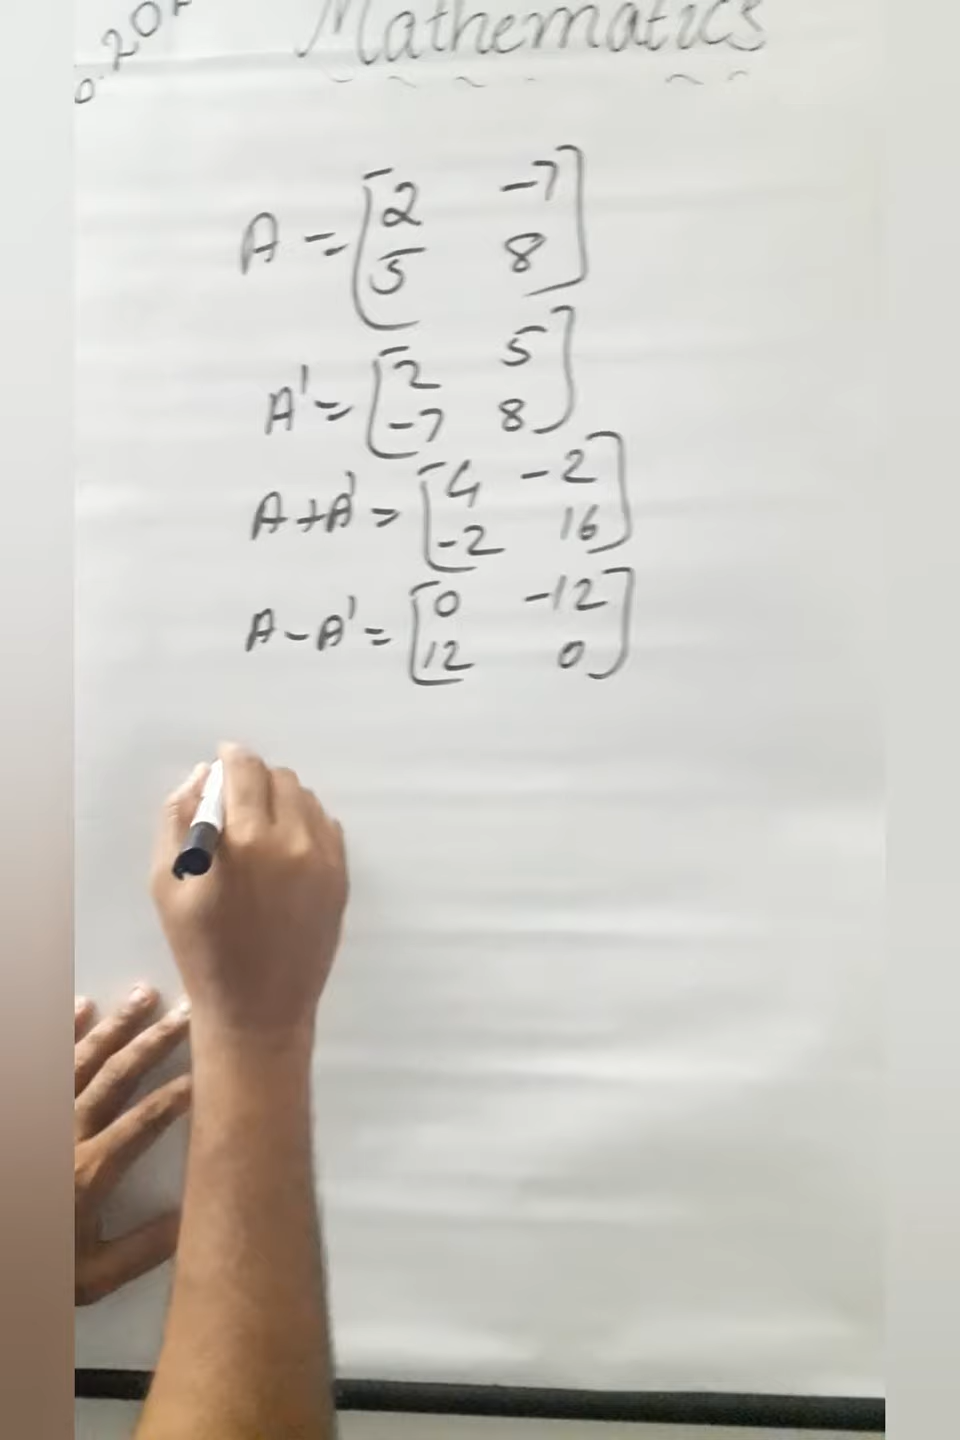 Mathematics
A = [2 -7
5 8]
A' = [2 5
-7 8]
A+A' = [4 -2
-2 16]
A-A' = [0 -12
12 0]